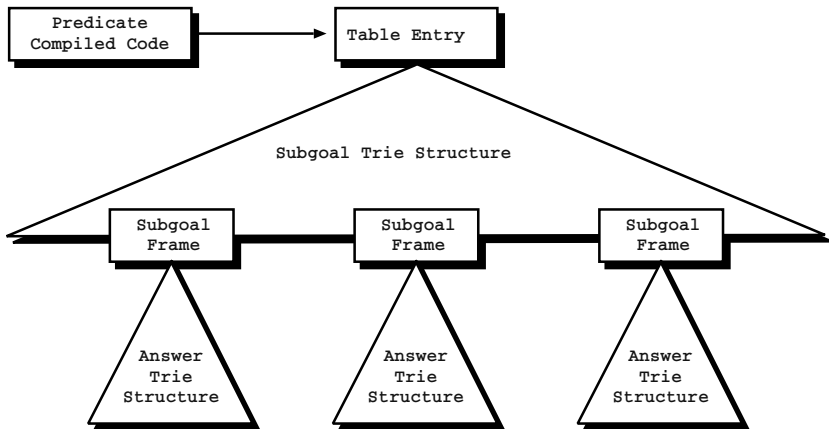 Predicate
Compiled Code
Table Entry
Subgoal Trie Structure
Subgoal
Frame
Subgoal
Frame
Subgoal
Frame
Answer
Trie
Structure
Answer
Trie
Structure
Answer
Trie
Structure